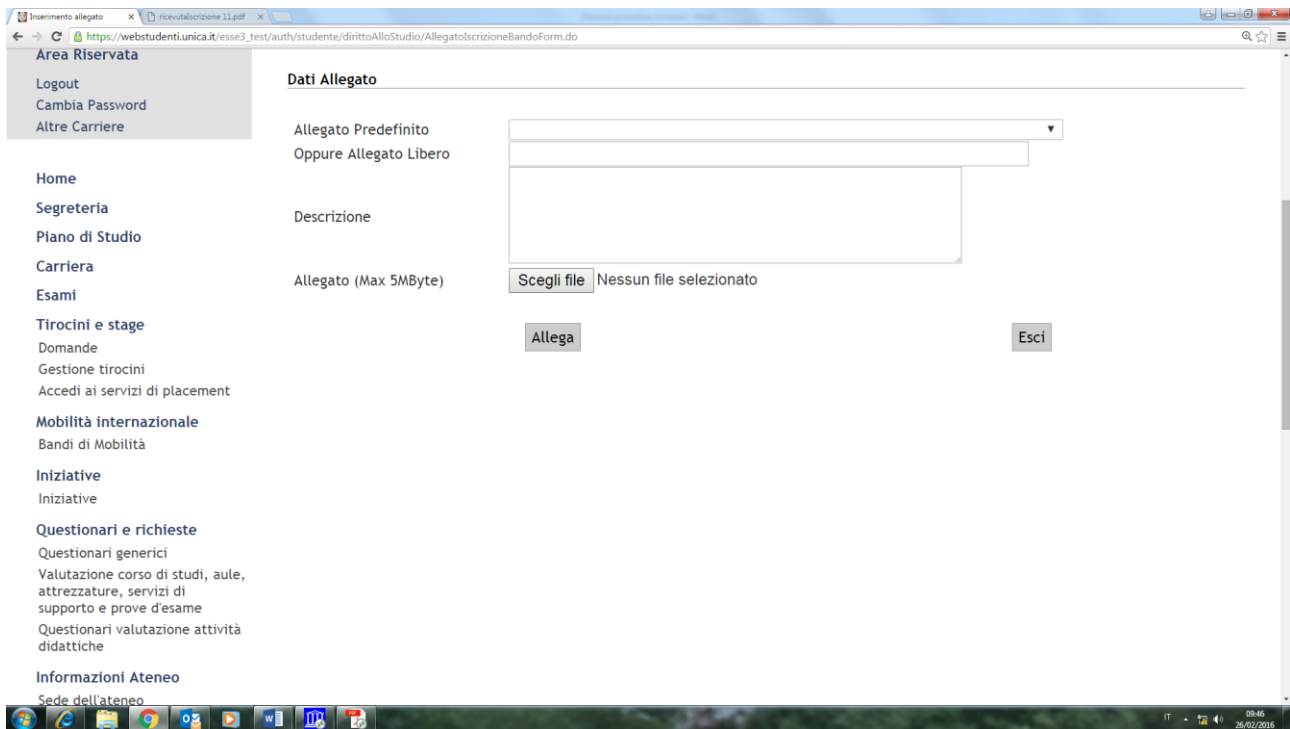 Inserimento allegato
ricevutaIscrizione 11.pdf
https://webstudenti.unica.it/esse3_test/auth/studente/dirittoAlloStudio/AllegatoIscrizioneBandoForm.do
Area Riservata
Logout
Cambia Password
Altre Carriere
Home
Segreteria
Piano di Studio
Carriera
Esami
Tirocini e stage
Domande
Gestione tirocini
Accedi ai servizi di placement
Mobilità internazionale
Bandi di Mobilità
Iniziative
Iniziative
Questionari e richieste
Questionari generici
Valutazione corso di studi, aule,
attrezzature, servizi di
supporto e prove d'esame
Questionari valutazione attività
didattiche
Informazioni Ateneo
Sede dell'ateneo
Dati Allegato
Allegato Predefinito
Oppure Allegato Libero
Descrizione
Allegato (Max 5MByte)
Scegli file Nessun file selezionato
Allega
Esci
IT
09:46
26/02/2016